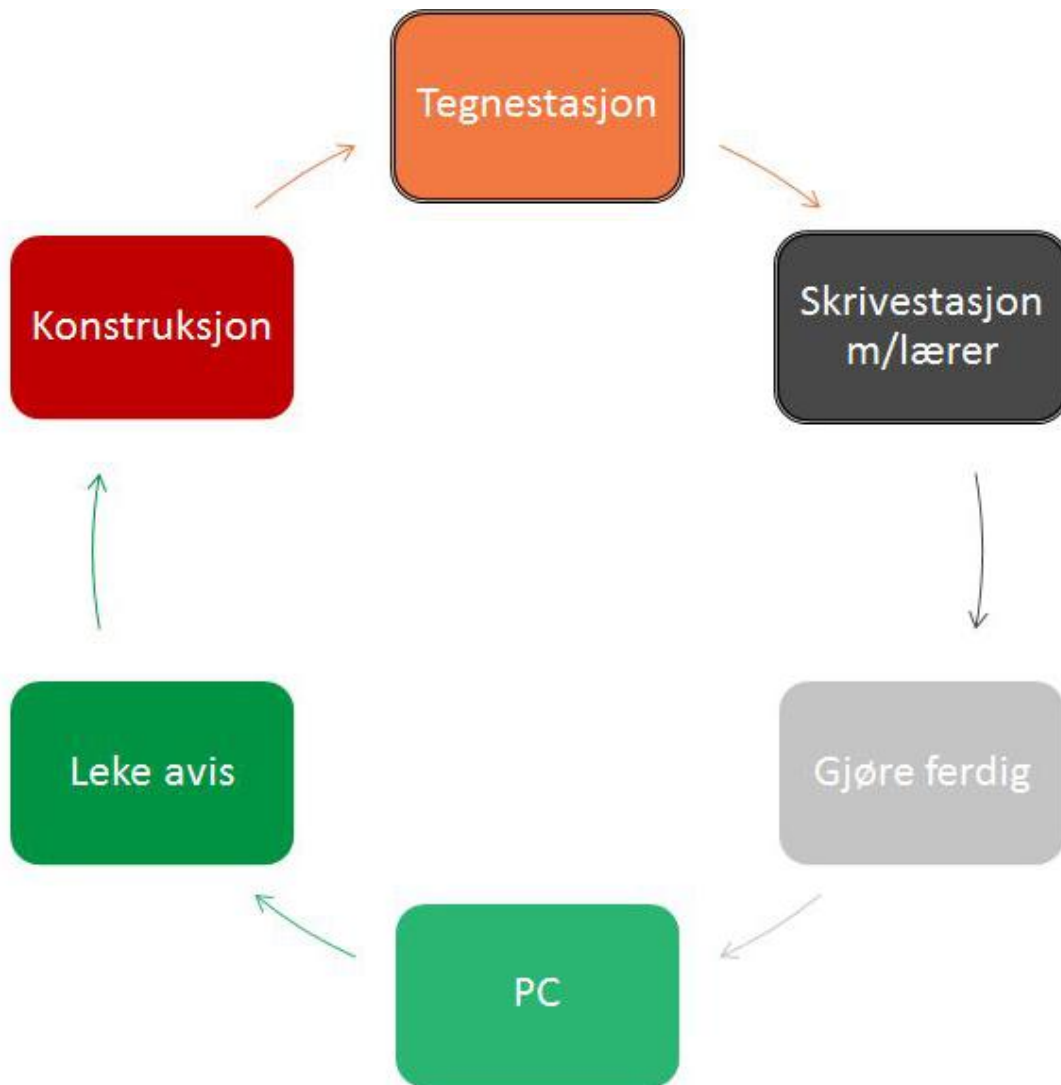 Tegnestasjon
Skrivestasjon
m/lærer
Gjøre ferdig
PC
Leke avis
Konstruksjon